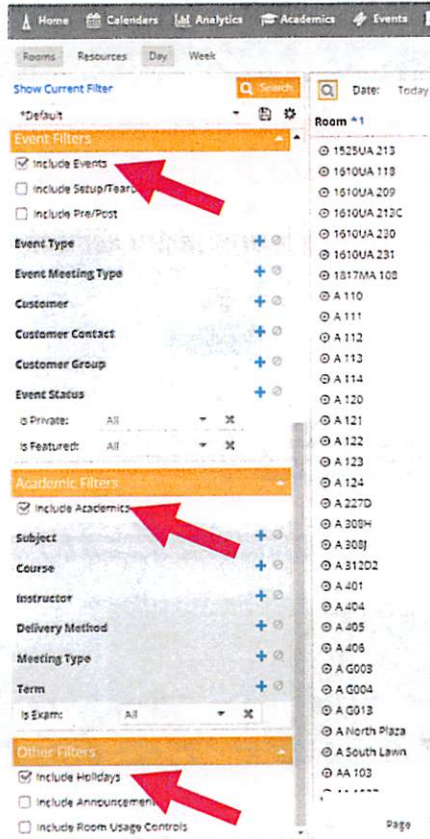 Home Calendars Analytics Academics Events
Rooms Resources Day Week
Show Current Filter
Search
Date: Today
*Default
Room 1
Event Filters
Include Events
Include Setup/Teard
Include Pre/Post
Event Type
Event Meeting Type
Customer
Customer Contact
Customer Group
Event Status
Is Private: All
Is Featured: All
Academic Filters
Include Academics
Subject
Course
Instructor
Delivery Method
Meeting Type
Term
Is Exam: All
Other Filters
Include Holidays
Include Announcemen
Include Room Usage Controls
1525UA 213
1610UA 118
1610UA 209
1610UA 213C
1610UA 230
1610UA 231
1817MA 108
A 110
A 111
A 112
A 113
A 114
A 120
A 121
A 122
A 123
A 124
A 227D
A 308H
A 308J
A 312D2
A 401
A 404
A 405
A 406
A G003
A G004
A G013
A North Plaza
A South Lawn
AA 103
Page